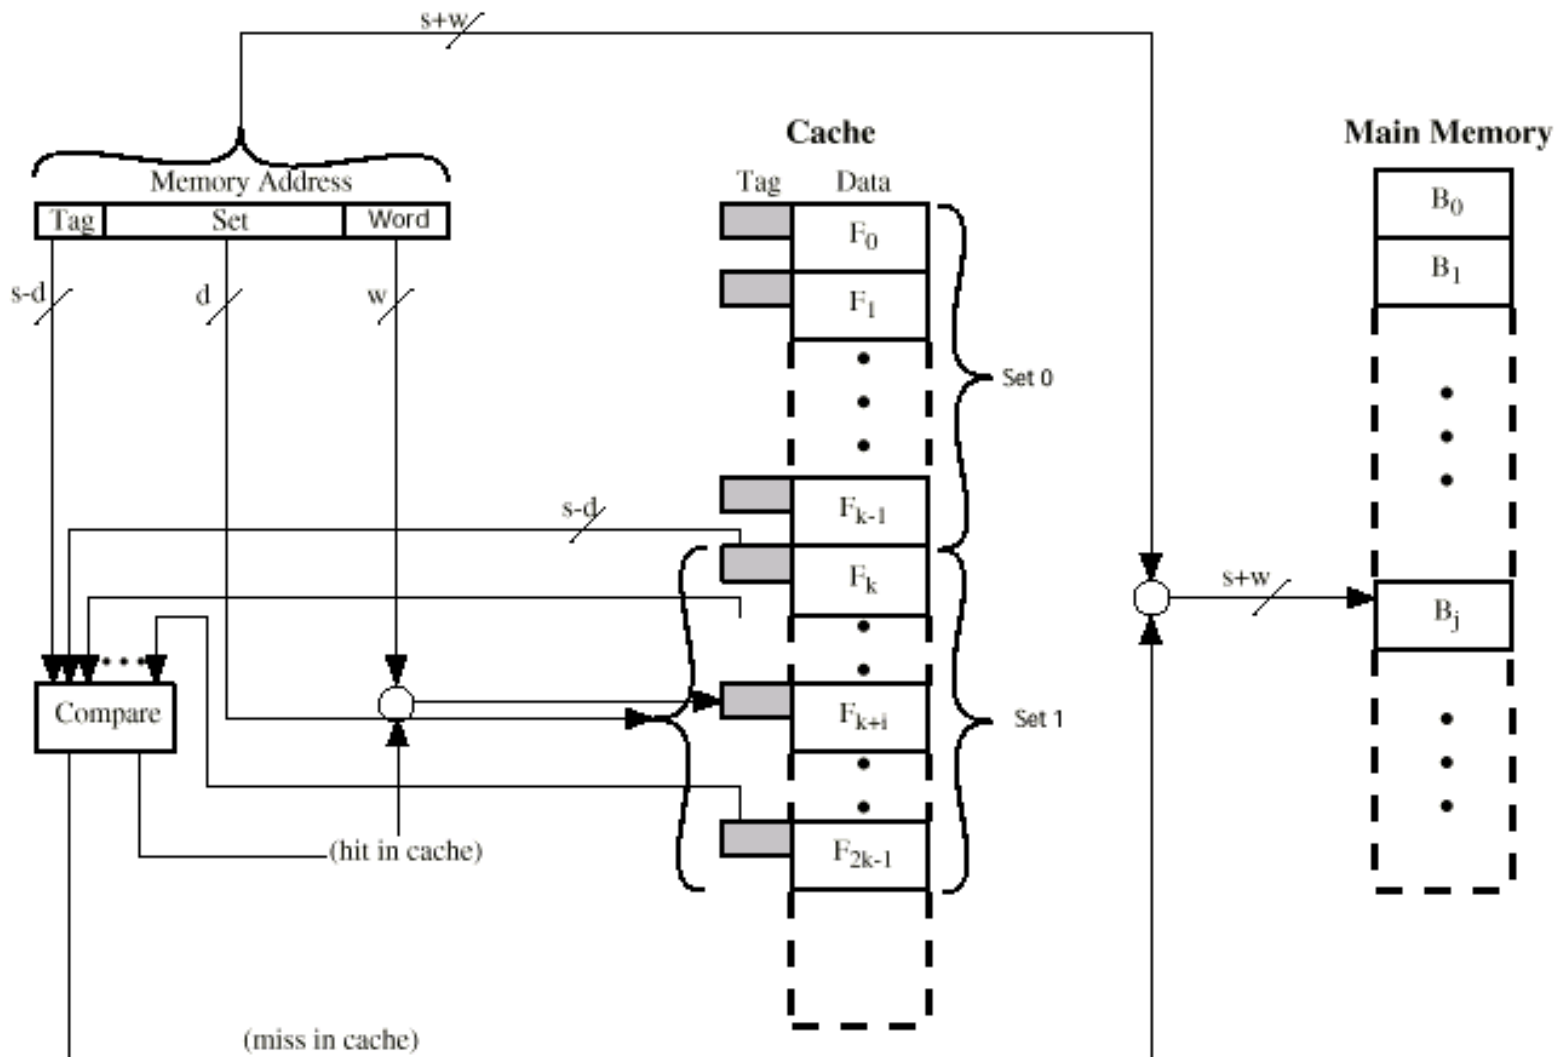 s+w
Cache
Main Memory
Memory Address
Tag Data
Tag Set Word
B0
F0
B1
s-d d w
F1
Set 0
s-d
Fk-1
Fk
s+w
Bj
Compare
Fk+i
Set 1
(hit in cache)
F2k-1
(miss in cache)